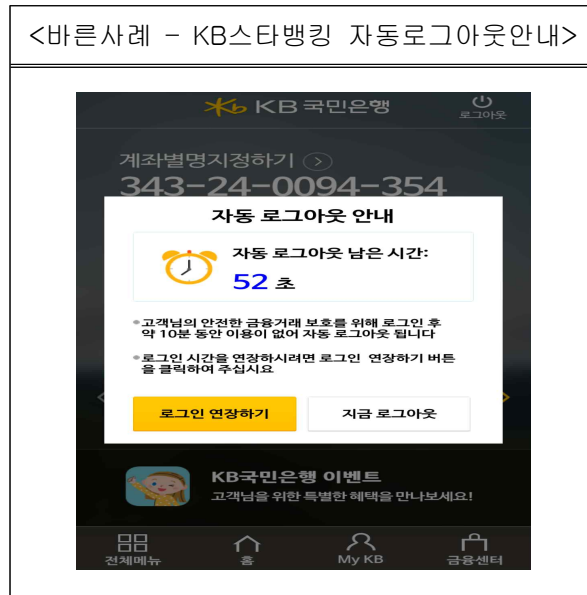 <바른사례 - KB스타뱅킹 자동로그아웃안내>
KB 국민은행
로그아웃
계좌별명지정하기
343-24-0094-354
자동 로그아웃 안내
자동 로그아웃 남은 시간:
52 초
고객님의 안전한 금융거래 보호를 위해 로그인 후
약 10분 동안 이용이 없어 자동 로그아웃 됩니다
로그인 시간을 연장하시려면 로그인 연장하기 버튼
을 클릭하여 주십시요
로그인 연장하기 지금 로그아웃
KB국민은행 이벤트
고객님을 위한 특별한 혜택을 만나보세요!
전체메뉴 홈 My KB 금융센터